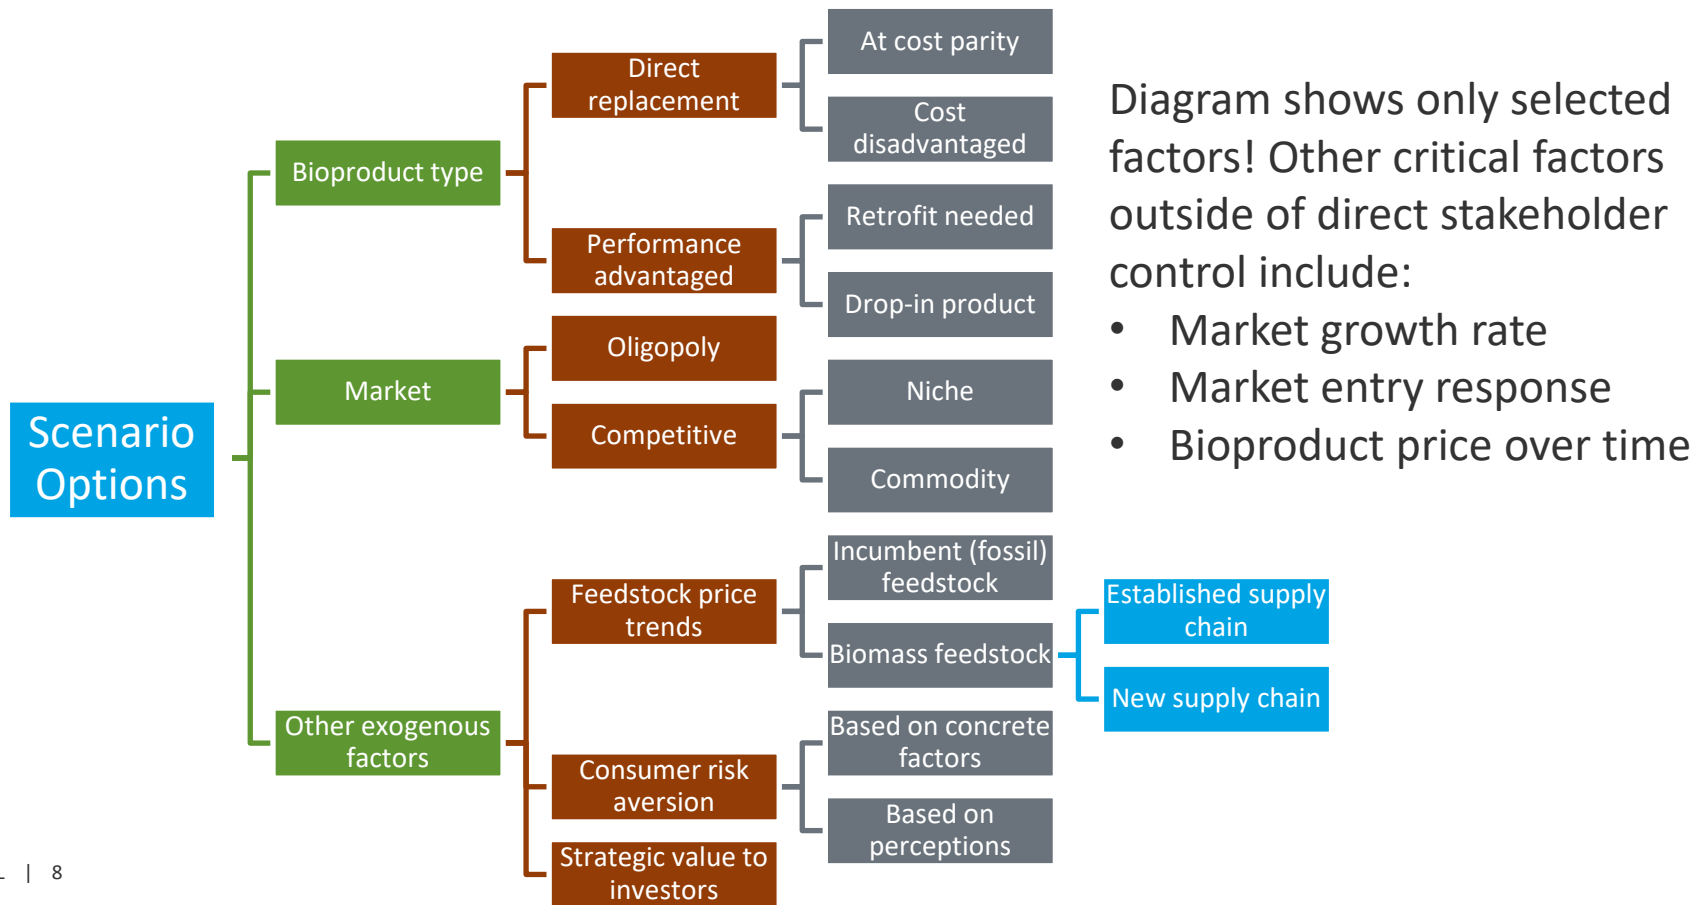 Scenario
Options
Bioproduct type
Direct
replacement
At cost parity
Cost
disadvantaged
Performance
advantaged
Retrofit needed
Drop-in product
Market
Oligopoly
Competitive
Niche
Commodity
Other exogenous
factors
Feedstock price
trends
Incumbent (fossil)
feedstock
Biomass feedstock
Established supply
chain
New supply chain
Consumer risk
aversion
Based on concrete
factors
Based on
perceptions
Strategic value to
investors
Diagram shows only selected
factors! Other critical factors
outside of direct stakeholder
control include:
• Market growth rate
• Market entry response
• Bioproduct price over time
L | 8